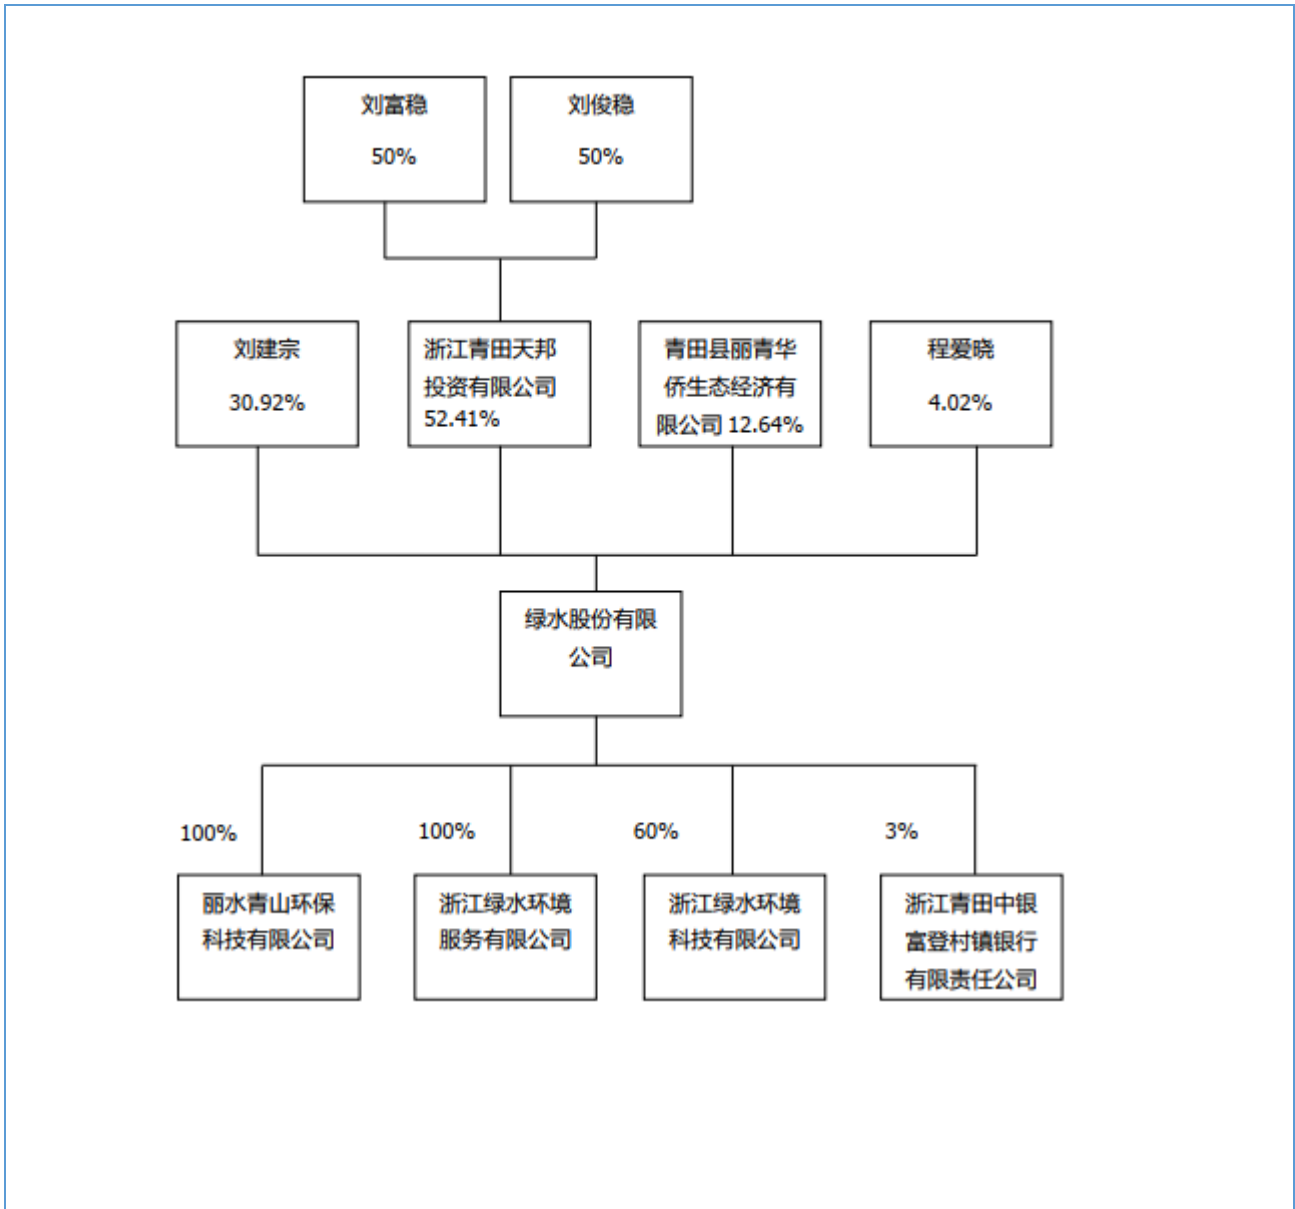 刘富稳
50%
刘俊稳
50%
刘建宗
30.92%
浙江青田天邦
投资有限公司
52.41%
青田县丽青华
侨生态经济有
限公司 12.64%
程爱晓
4.02%
绿水股份有限
公司
100%
100%
60%
3%
丽水青山环保
科技有限公司
浙江绿水环境
服务有限公司
浙江绿水环境
科技有限公司
浙江青田中银
富登村镇银行
有限责任公司